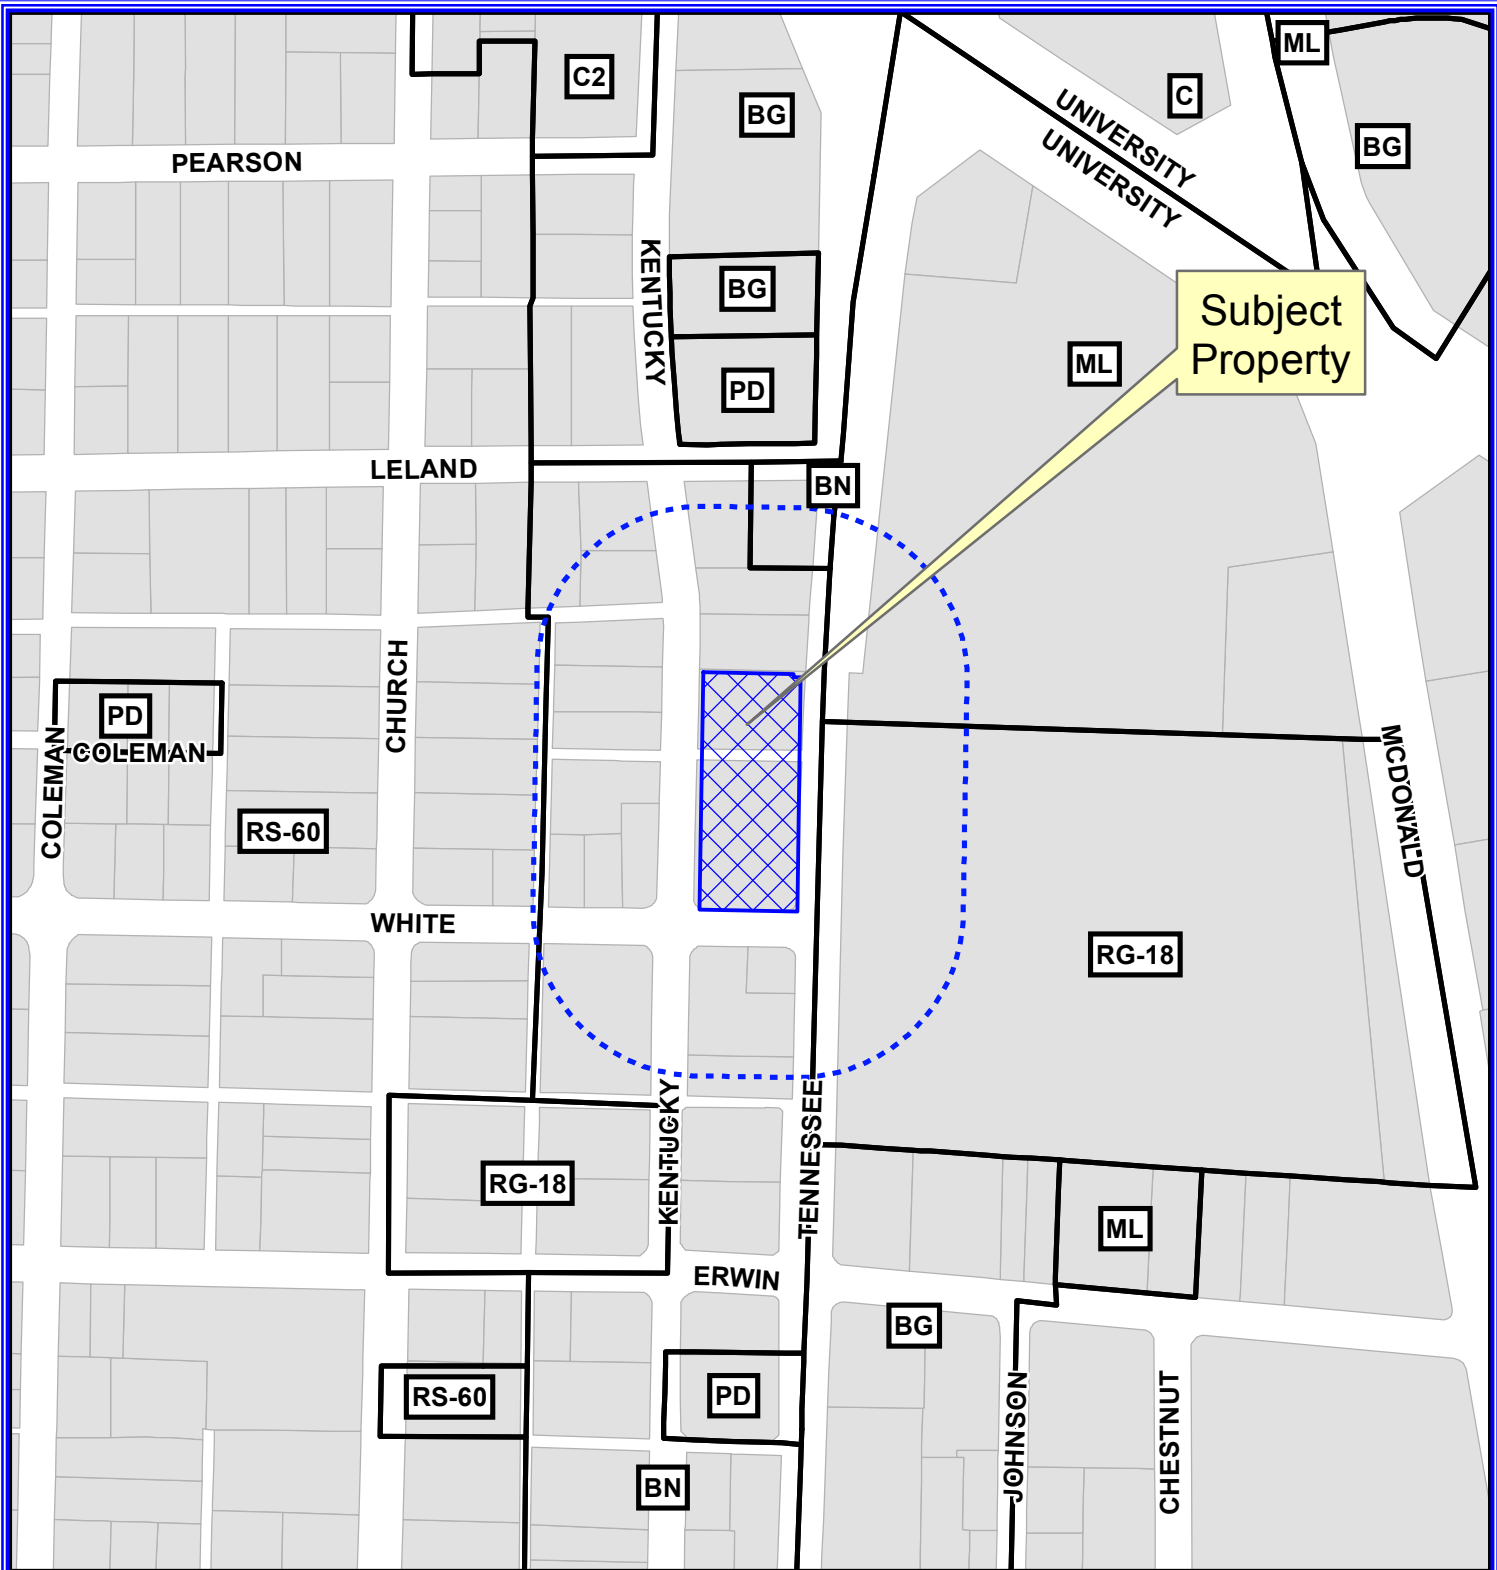 ML
C2
C
BG
UNIVERSITY
BG
PEARSON
UNIVERSITY
KENTUCKY
BG
Subject
Property
ML
PD
LELAND
BN
CHURCH
PD
COLEMAN
COLEMAN
RS-60
MCDONALD
WHITE
RG-18
KENTUCKY
TENNESSEE
RG-18
ML
ERWIN
BG
RS-60
PD
JOHNSON
CHESTNUT
BN